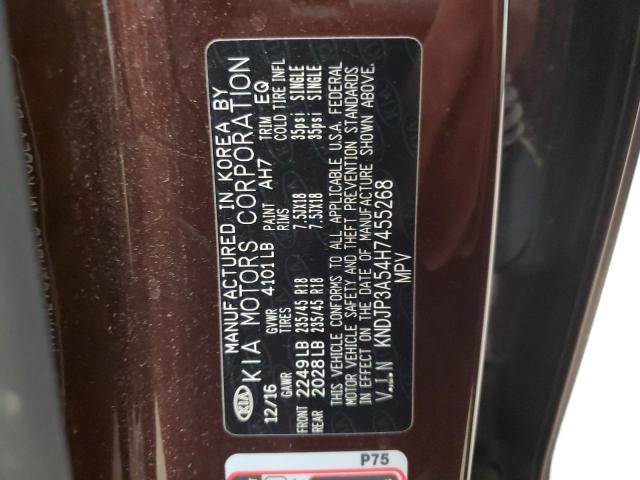 MANUFACTURED IN KOREA BY
KIA KIA MOTORS CORPORATION
12/16 GVWR 4101LB PAINT AH7 TRIM EQ
GAWR TIRES RIMS COLD TIRE INFL
FRONT 2249LB 235/45 R18 7.5JX18 35psi SINGLE
REAR 2028LB 235/45 R18 7.5JX18 35psi SINGLE
THIS VEHICLE CONFORMS TO ALL APPLICABLE U.S.A. FEDERAL
MOTOR VEHICLE SAFETY AND THEFT PREVENTION STANDARDS
IN EFFECT ON THE DATE OF MANUFACTURE SHOWN ABOVE.
V.I.N KNDJP3A54H7455268
MPV
P75